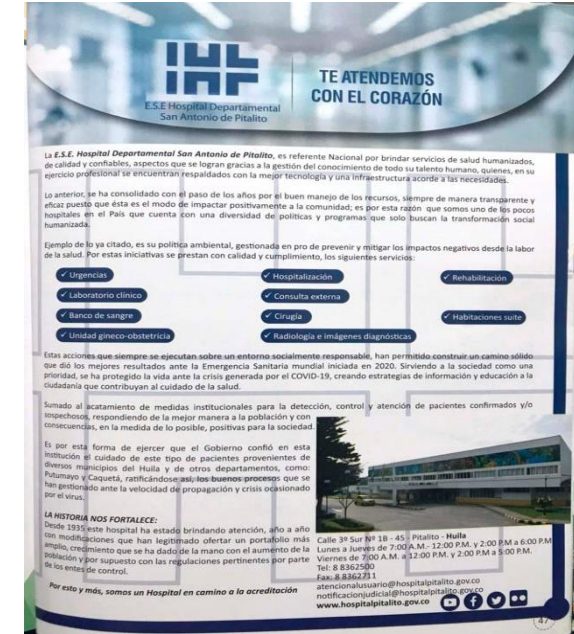 E.S.E Hospital Departamental
San Antonio de Pitalito
TE ATENDEMOS
CON EL CORAZÓN
La E.S.E. Hospital Departamental San Antonio de Pitalito, es referente Nacional por brindar servicios de salud humanizados,
de calidad y confiables, aspectos que se logran gracias a la gestión del conocimiento de todo su talento humano, quienes, en su
ejercicio profesional se encuentran respaldados con la mejor tecnología y una infraestructura acorde a las necesidades.
Lo anterior, se ha consolidado con el paso de los años por el buen manejo de los recursos, siempre de manera transparente y
eficaz puesto que ésta es el modo de impactar positivamente a la comunidad; es por esta razón que somos uno de los pocos
hospitales en el País que cuenta con una diversidad de políticas y programas que solo buscan la transformación social
humanizada.
Ejemplo de lo ya citado, es su política ambiental, gestionada en pro de prevenir y mitigar los impactos negativos desde la labor
de la salud. Por estas iniciativas se prestan con calidad y cumplimiento, los siguientes servicios:
✓ Urgencias
✓ Hospitalización
✓ Rehabilitación
✓ Laboratorio clínico
✓ Consulta externa
✓ Banco de sangre
✓ Cirugía
✓ Habitaciones suite
✓ Unidad gineco-obstetricia
✓ Radiología e imágenes diagnósticas
Estas acciones que siempre se ejecutan sobre un entorno socialmente responsable, han permitido construir un camino sólido
que dió los mejores resultados ante la Emergencia Sanitaria mundial iniciada en 2020. Sirviendo a la sociedad como una
prioridad, se ha protegido la vida ante la crisis generada por el COVID-19, creando estrategias de información y educación a la
ciudadanía que contribuyan al cuidado de la salud.
Sumado al acatamiento de medidas institucionales para la detección, control y atención de pacientes confirmados y/o
sospechosos, respondiendo de la mejor manera a la población y con
consecuencias, en la medida de lo posible, positivas para la sociedad.
Es por esta forma de ejercer que el Gobierno confió en esta
institución el cuidado de este tipo de pacientes provenientes de
diversos municipios del Huila y de otros departamentos, como:
Putumayo y Caquetá, ratificándose así, los buenos procesos que se
han gestionado ante la velocidad de propagación y crisis ocasionado
por el virus.
LA HISTORIA NOS FORTALECE:
Desde 1935 este hospital ha estado brindando atención, año a año
con modificaciones que han legitimado ofertar un portafolio más
amplio, crecimiento que se ha dado de la mano con el aumento de la
población y por supuesto con las regulaciones pertinentes por parte
de los entes de control.
Por esto y más, somos un Hospital en camino a la acreditación
Calle 3ª Sur Nº 1B - 45 - Pitalito - Huila
Lunes a Jueves de 7:00 A.M.- 12:00 P.M. y 2:00 P.M a 6:00 P.M
Viernes de 7:00 A.M. a 12:00 P.M. y 2:00 P.M a 5:00 P.M.
Tel: 8 8362500
Fax: 8 8362711
atencionalusuario@hospitalpitalito.gov.co
notificacionjudicial@hospitalpitalito.gov.co
www.hospitalpitalito.gov.co
47